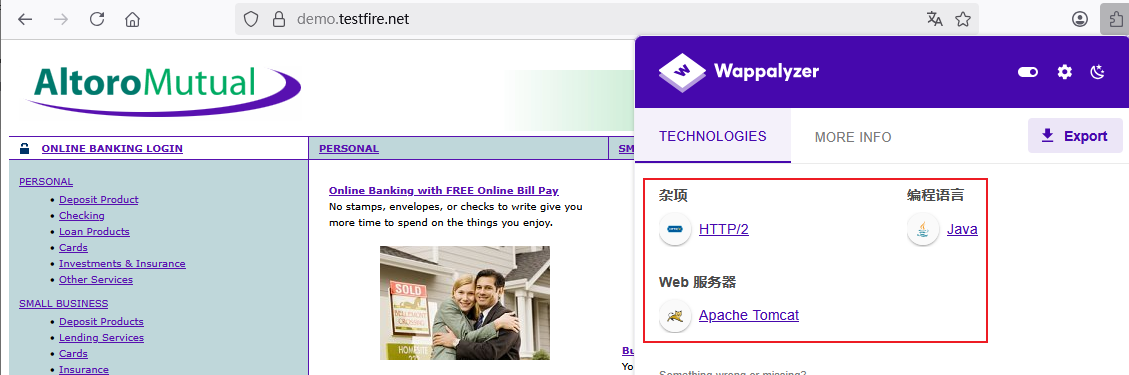 demo.testfire.net
AltoroMutual
Wappalyzer
TECHNOLOGIES
MORE INFO
Export
ONLINE BANKING LOGIN
PERSONAL
SM
PERSONAL
Deposit Product
Checking
Loan Products
Cards
Investments & Insurance
Other Services
SMALL BUSINESS
Deposit Products
Lending Services
Cards
Insurance
Online Banking with FREE Online Bill Pay
No stamps, envelopes, or checks to write give you
more time to spend on the things you enjoy.
SOLD
Bu
Yo
杂项
编程语言
HTTP/2
Java
Web 服务器
Apache Tomcat
Something wrong or missing?